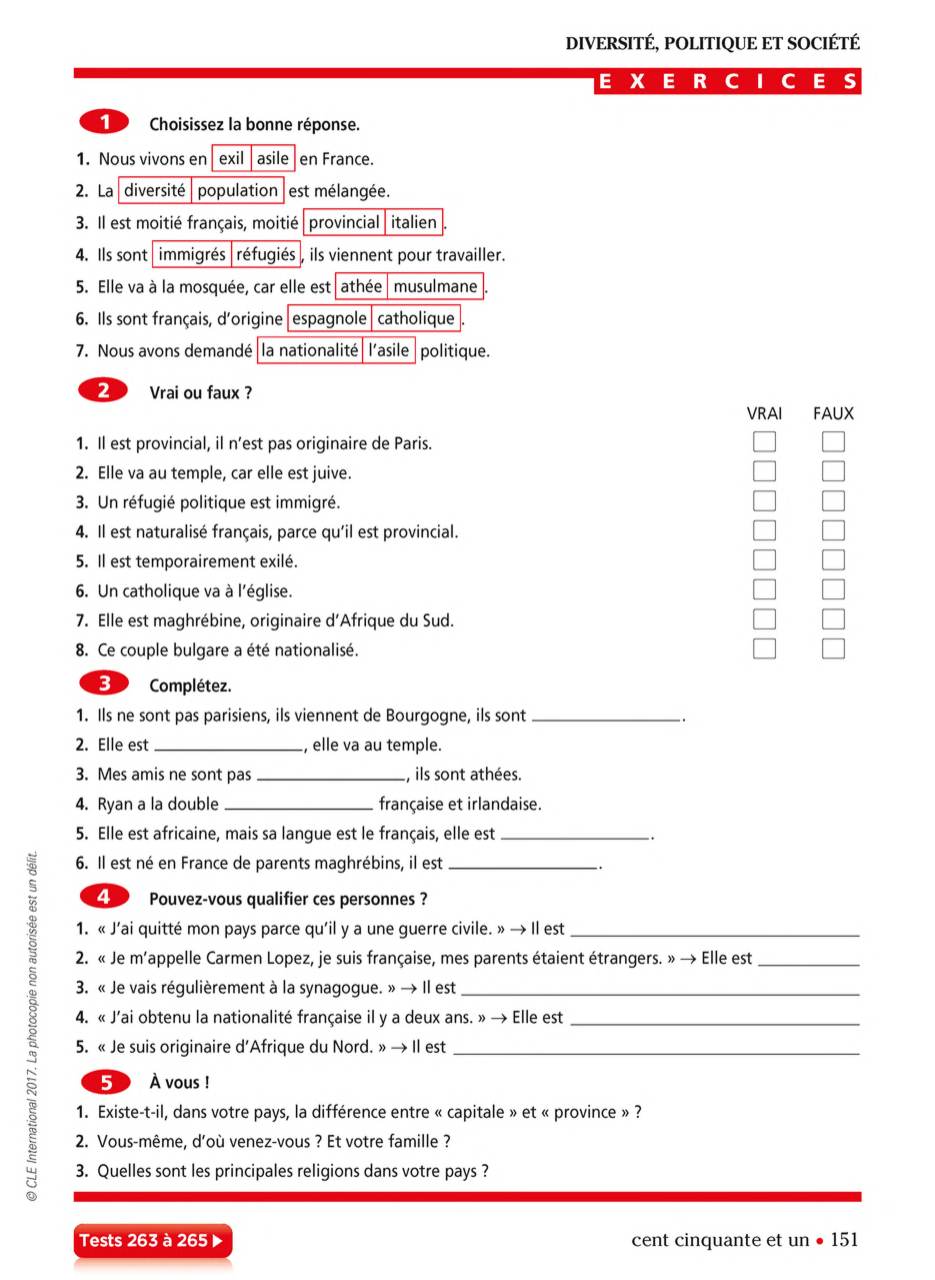 DIVERSITÉ, POLITIQUE ET SOCIÉTÉ
EXERCICES
1 Choisissez la bonne réponse.
1. Nous vivons en exil asile en France.
2. La diversité population est mélangée.
3. Il est moitié français, moitié provincial italien.
4. Ils sont immigrés réfugiés, ils viennent pour travailler.
5. Elle va à la mosquée, car elle est athée musulmane.
6. Ils sont français, d'origine espagnole catholique.
7. Nous avons demandé la nationalité l'asile politique.
2 Vrai ou faux ?
VRAI FAUX
1. Il est provincial, il n'est pas originaire de Paris.
2. Elle va au temple, car elle est juive.
3. Un réfugié politique est immigré.
4. Il est naturalisé français, parce qu'il est provincial.
5. Il est temporairement exilé.
6. Un catholique va à l'église.
7. Elle est maghrébine, originaire d'Afrique du Sud.
8. Ce couple bulgare a été nationalisé.
3 Complétez.
1. Ils ne sont pas parisiens, ils viennent de Bourgogne, ils sont ____________.
2. Elle est ____________, elle va au temple.
3. Mes amis ne sont pas ____________, ils sont athées.
4. Ryan a la double ____________ française et irlandaise.
5. Elle est africaine, mais sa langue est le français, elle est ____________.
6. Il est né en France de parents maghrébins, il est ____________.
4 Pouvez-vous qualifier ces personnes ?
1. « J'ai quitté mon pays parce qu'il y a une guerre civile. » → Il est ____________
2. « Je m'appelle Carmen Lopez, je suis française, mes parents étaient étrangers. » → Elle est ____________
3. « Je vais régulièrement à la synagogue. » → Il est ____________
4. « J'ai obtenu la nationalité française il y a deux ans. » → Elle est ____________
5. « Je suis originaire d'Afrique du Nord. » → Il est ____________
5 À vous !
1. Existe-t-il, dans votre pays, la différence entre « capitale » et « province » ?
2. Vous-même, d'où venez-vous ? Et votre famille ?
3. Quelles sont les principales religions dans votre pays ?
© CLE International 2017. La photocopie non autorisée est un délit.
Tests 263 à 265
cent cinquante et un • 151